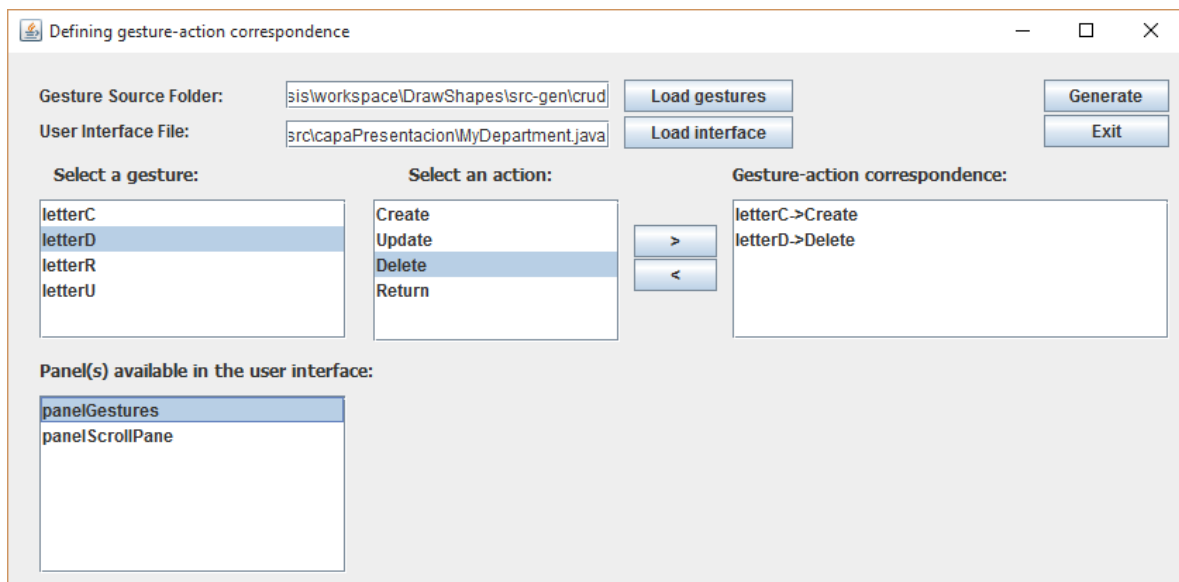 Defining gesture-action correspondence
Gesture Source Folder: sis\workspace\DrawShapes\src-gen\crud Load gestures Generate
User Interface File: src\capaPresentacion\MyDepartment.java Load interface Exit
Select a gesture: Select an action: Gesture-action correspondence:
letterC Create letterC->Create
letterD Update > letterD->Delete
letterR Delete <
letterU Return
Panel(s) available in the user interface:
panelGestures
panelScrollPane